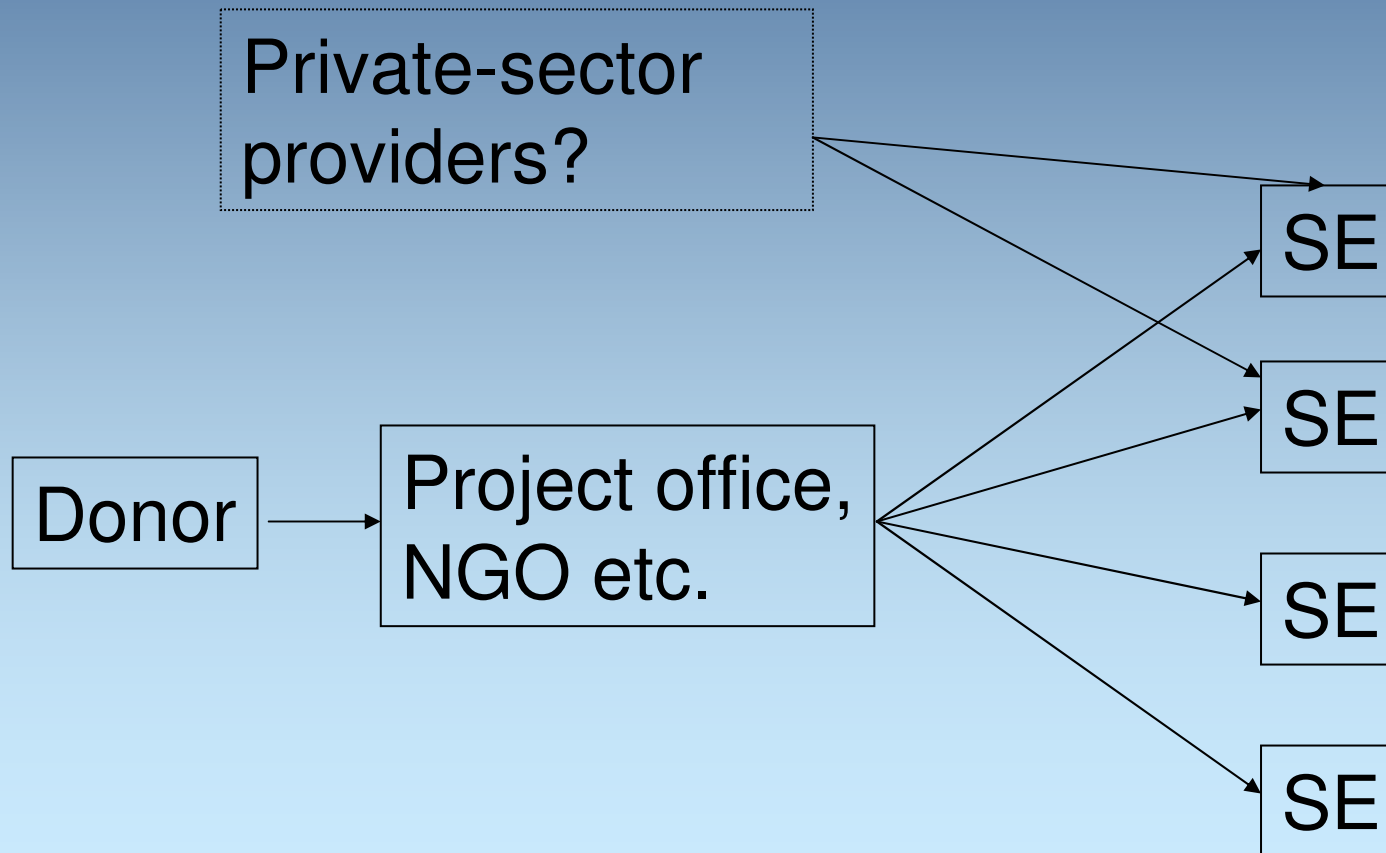 Private-sector
providers?
SE
SE
Donor
Project office,
NGO etc.
SE
SE